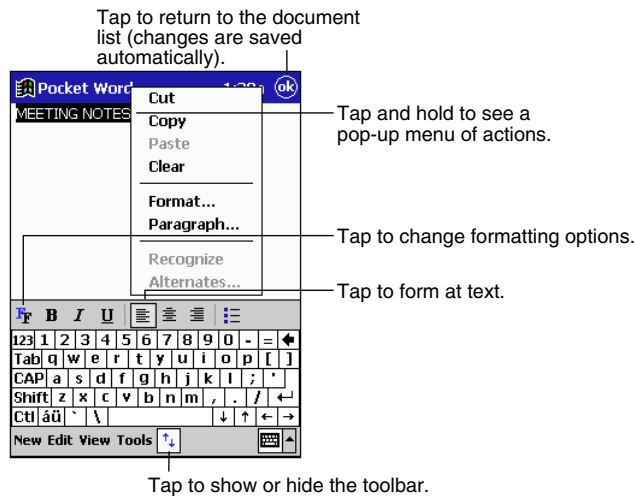 Tap to return to the document
list (changes are saved
automatically).
Pocket Word
ok
MEETING NOTES
Cut
Copy
Paste
Clear
Format...
Paragraph...
Recognize
Alternates...
Tap and hold to see a
pop-up menu of actions.
Tap to change formatting options.
Tap to form at text.
FF B I U
123 1 2 3 4 5 6 7 8 9 0 - =
Tab q w e r t y u i o p [ ]
CAP a s d f g h j k l ; '
Shift z x c v b n m , . / ↵
Ctl áü ` \ ↓ ↑ ← →
New Edit View Tools
Tap to show or hide the toolbar.